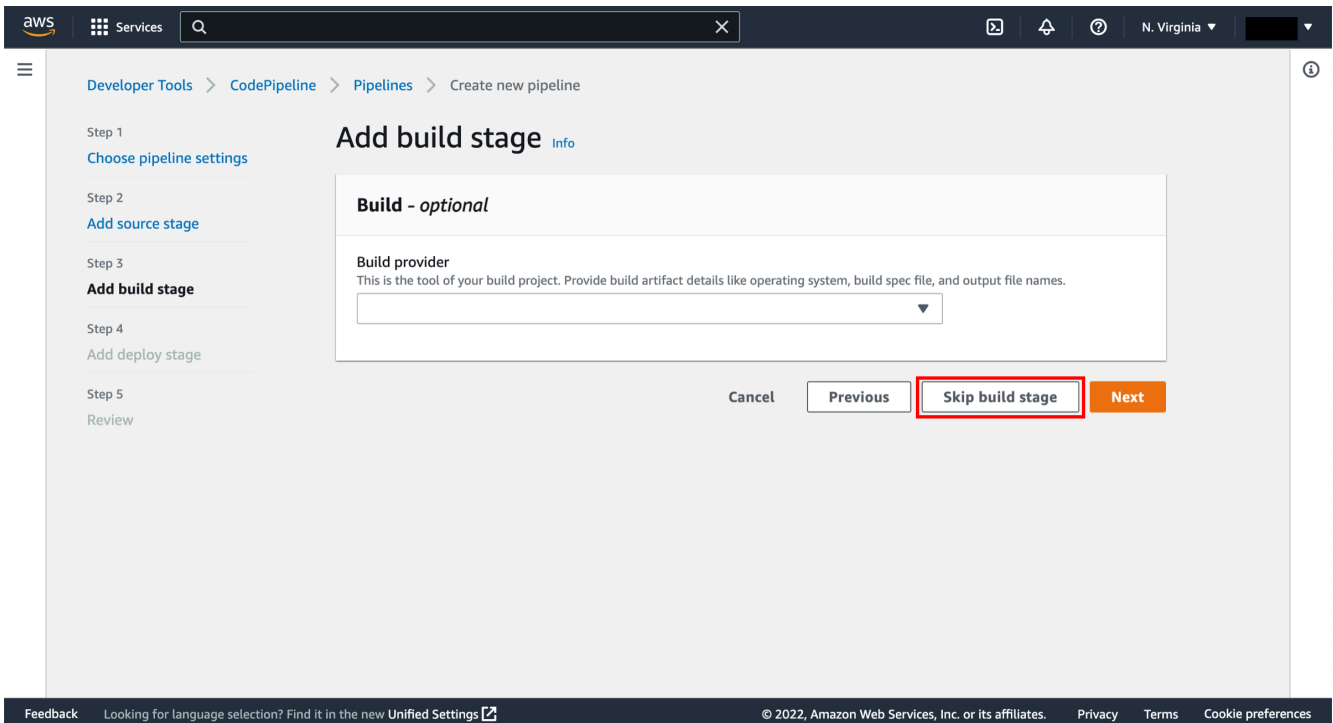 aws Services N. Virginia
Developer Tools CodePipeline Pipelines Create new pipeline
Step 1
Choose pipeline settings
Step 2
Add source stage
Step 3
Add build stage
Step 4
Add deploy stage
Step 5
Review
Add build stage Info
Build - optional
Build provider
This is the tool of your build project. Provide build artifact details like operating system, build spec file, and output file names.
Cancel Previous Skip build stage Next
Feedback Looking for language selection? Find it in the new Unified Settings © 2022, Amazon Web Services, Inc. or its affiliates. Privacy Terms Cookie preferences